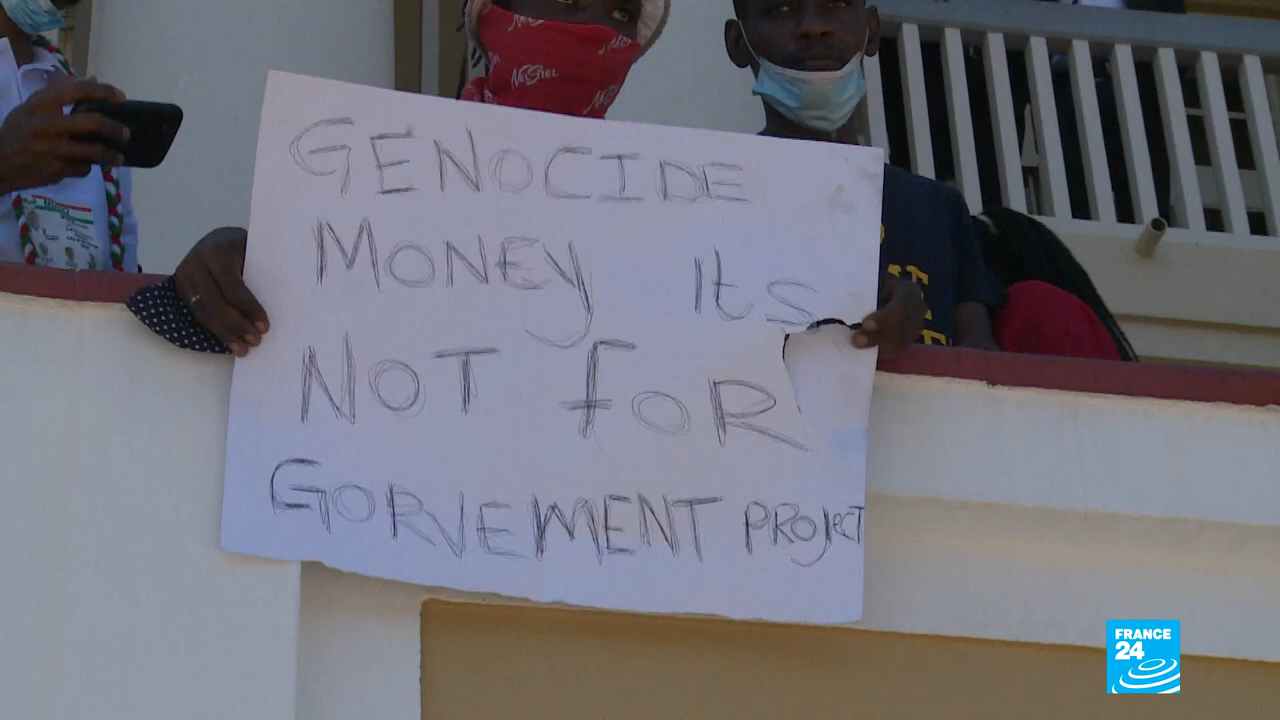 GENOCIDE
MONEY Its
NOT foR
GORVEMENT PROJECT
FRANCE
24